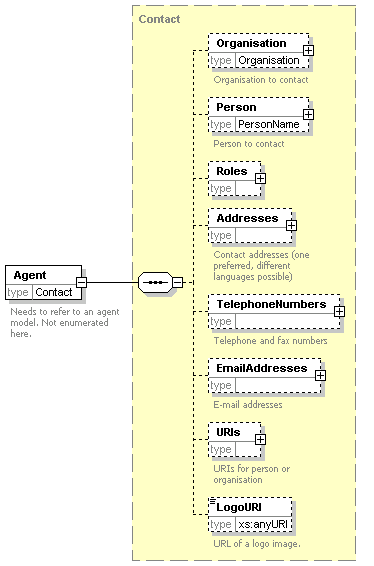 Contact
Organisation
type Organisation
Organisation to contact
Person
type PersonName
Person to contact
Roles
type
Addresses
type
Contact addresses (one
preferred, different
languages possible)
Agent
type Contact
Needs to refer to an agent
model. Not enumerated
here.
TelephoneNumbers
type
Telephone and fax numbers
EmailAddresses
type
E-mail addresses
URIs
type
URIs for person or
organisation
LogoURI
type xs:anyURI
URL of a logo image.